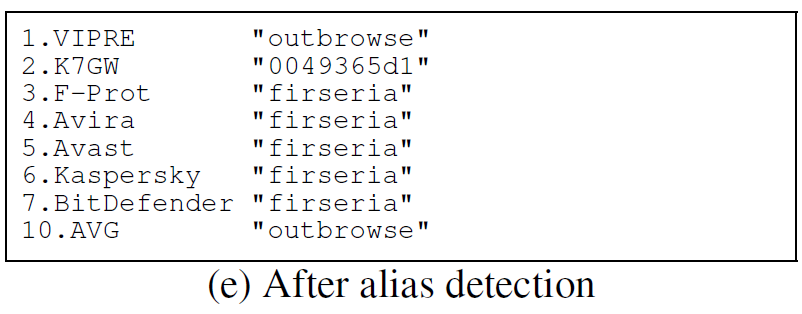 1.VIPRE "outbrowse"
2.K7GW "0049365d1"
3.F-Prot "firseria"
4.Avira "firseria"
5.Avast "firseria"
6.Kaspersky "firseria"
7.BitDefender "firseria"
10.AVG "outbrowse"
(e) After alias detection